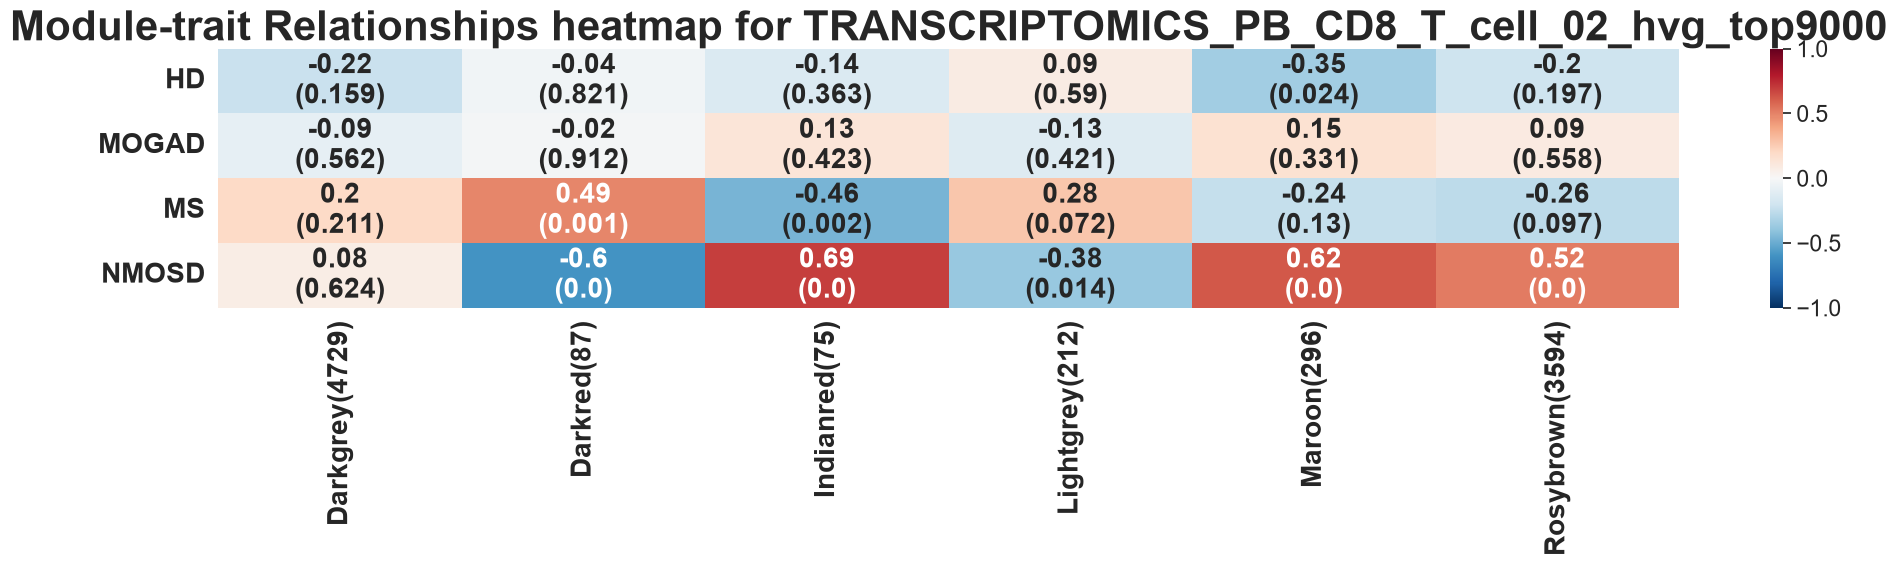 Module-trait Relationships heatmap for TRANSCRIPTOMICS_PB_CD8_T_cell_02_hvg_top9000
HD
-0.22 -0.04 -0.14 0.09 -0.35 -0.2
(0.159) (0.821) (0.363) (0.59) (0.024) (0.197)
MOGAD
-0.09 -0.02 0.13 -0.13 0.15 0.09
(0.562) (0.912) (0.423) (0.421) (0.331) (0.558)
MS
0.2 0.49 -0.46 0.28 -0.24 -0.26
(0.211) (0.001) (0.002) (0.072) (0.13) (0.097)
NMOSD
0.08 -0.6 0.69 -0.38 0.62 0.52
(0.624) (0.0) (0.0) (0.014) (0.0) (0.0)
Darkgrey(4729)
Darkred(87)
Indianred(75)
Lightgrey(212)
Maroon(296)
Rosybrown(3594)
1.0
0.5
0.0
−0.5
−1.0